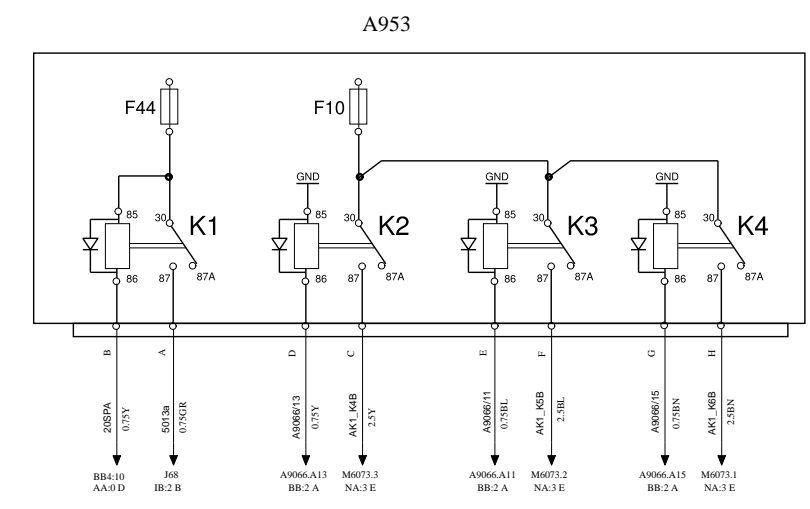 A953
F44
F10
GND
GND
GND
85
30
K1
85
30
K2
85
30
K3
85
30
K4
86
87
87A
86
87
87A
86
87
87A
86
87
87A
B
A
D
C
E
F
G
H
20SPA
0.75Y
5013a
0.75GR
A9066/13
0.75Y
AK1_K4B
2.5Y
A9066/11
0.75BL
AK1_K5B
2.5BL
A9066/15
0.75BN
AK1_K6B
2.5BN
BB4:10
AA:0 D
J68
IB:2 B
A9066.A13
BB:2 A
M6073.3
NA:3 E
A9066.A11
BB:2 A
M6073.2
NA:3 E
A9066.A15
BB:2 A
M6073.1
NA:3 E